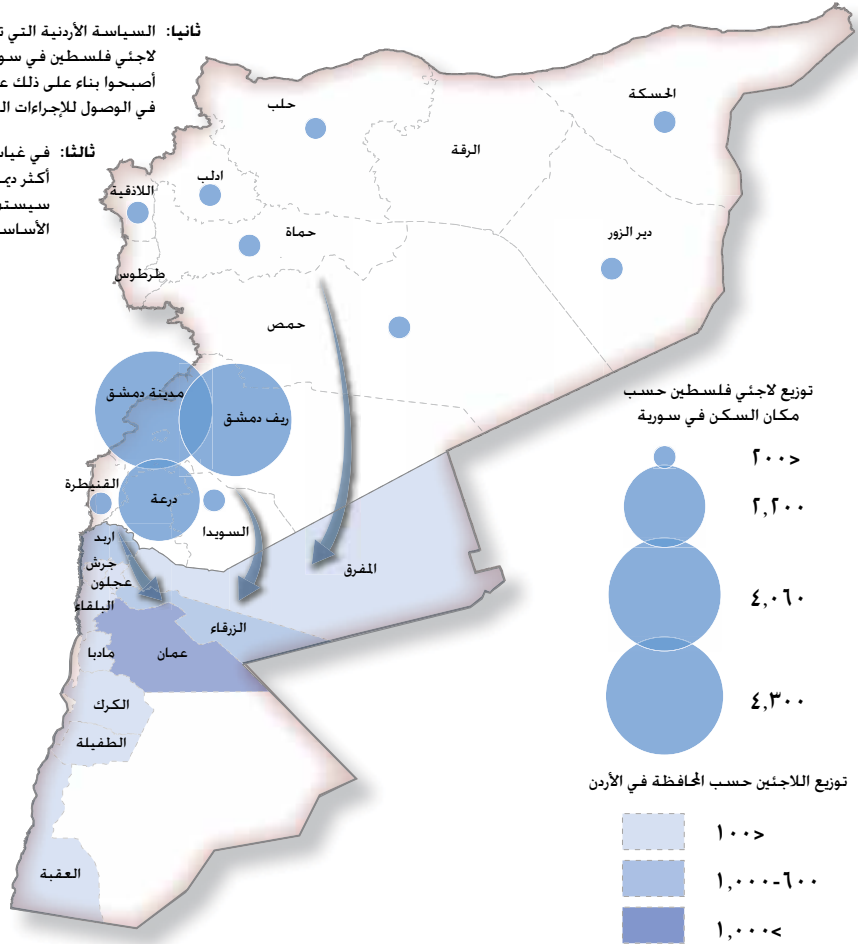 ثانيا: السياسة الأردنية التي
لاجئي فلسطين في
أصبحوا بناء على ذلك
في الوصول للإجراءات
ثالثا: في
أكثر
حلب
الحسكة
الرقة
ادلب
اللاذقية
حماة
دير الزور
طرطوس
حمص
مدينة دمشق
ريف دمشق
القنيطرة
درعة
السويدا
اربد
جرش
عجلون
البلقاء
المفرق
الزرقاء
عمان
مادبا
الكرك
الطفيلة
العقبة
توزيع لاجئي فلسطين حسب
مكان السكن في سورية
٢٠٠>
٢,٢٠٠
٤,٠٦٠
٤,٣٠٠
توزيع اللاجئين حسب المحافظة في الأردن
١٠٠>
١,٠٠٠-٦٠٠
١,٠٠٠<